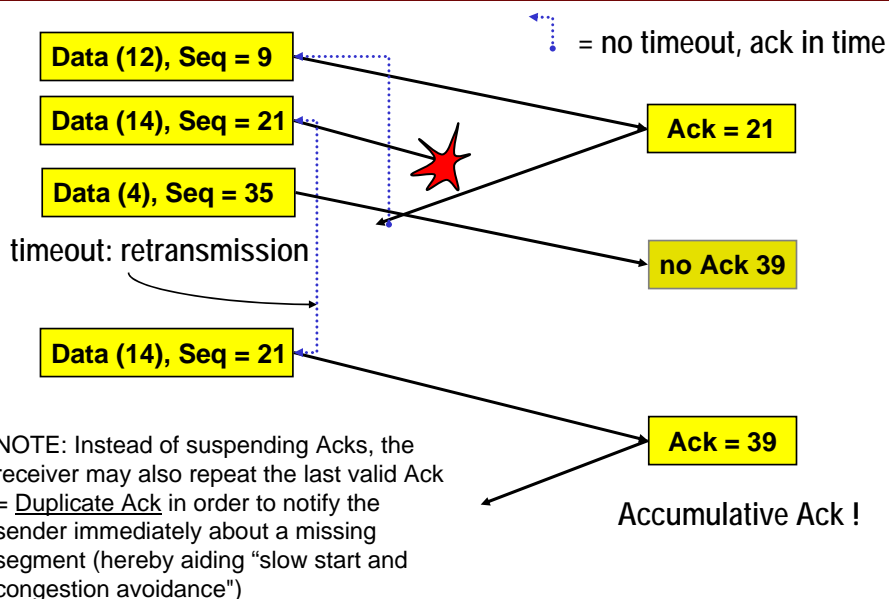 = no timeout, ack in time
Data (12), Seq = 9
Data (14), Seq = 21
Ack = 21
Data (4), Seq = 35
timeout: retransmission
no Ack 39
Data (14), Seq = 21
Ack = 39
Accumulative Ack !
NOTE: Instead of suspending Acks, the
receiver may also repeat the last valid Ack
= Duplicate Ack in order to notify the
sender immediately about a missing
segment (hereby aiding “slow start and
congestion avoidance")